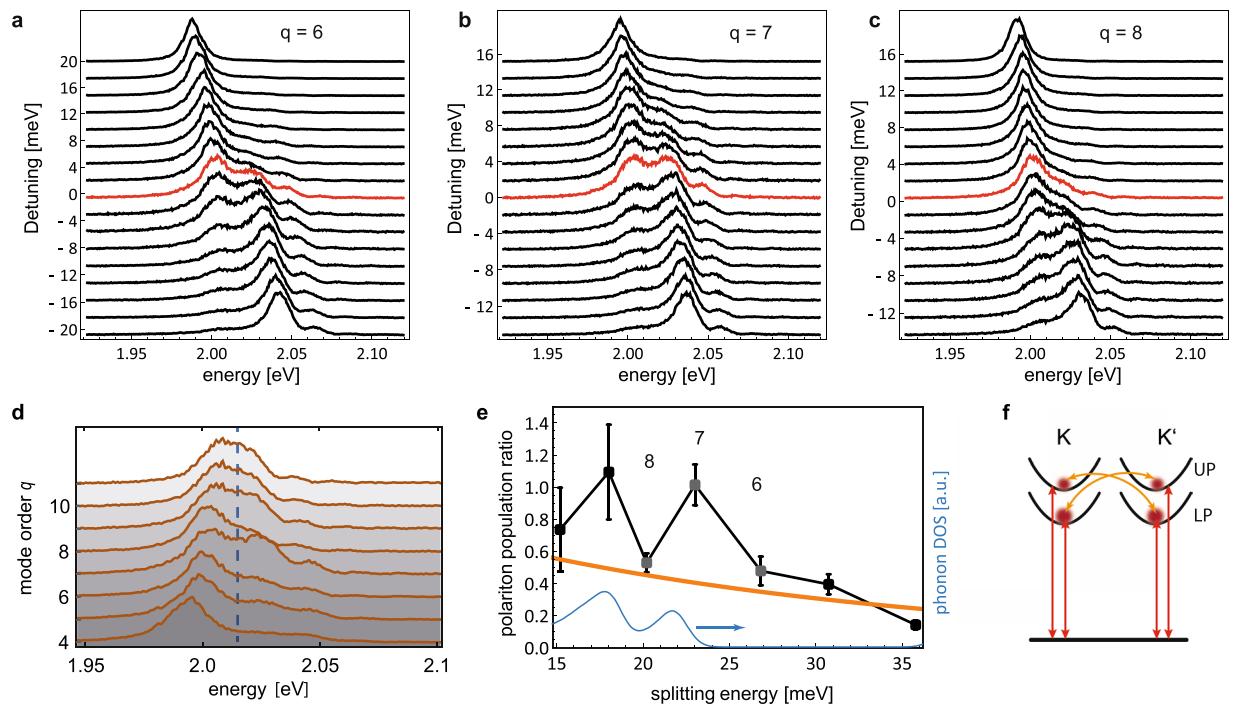 a
q = 6
Detuning [meV]
20
16
12
8
4
0
- 4
- 8
- 12
- 16
- 20
1.95
2.00
2.05
2.10
energy [eV]
b
q = 7
Detuning [meV]
16
12
8
4
0
- 4
- 8
- 12
1.95
2.00
2.05
2.10
energy [eV]
c
q = 8
Detuning [meV]
16
12
8
4
0
- 4
- 8
- 12
1.95
2.00
2.05
2.10
energy [eV]
d
mode order q
10
8
6
4
1.95
2.0
2.05
2.1
energy [eV]
e
polarition population ratio
1.4
1.2
1.0
0.8
0.6
0.4
0.2
0.0
7
8
6
15
20
25
30
35
splitting energy [meV]
phonon DOS [a.u.]
f
K
K‘
UP
LP